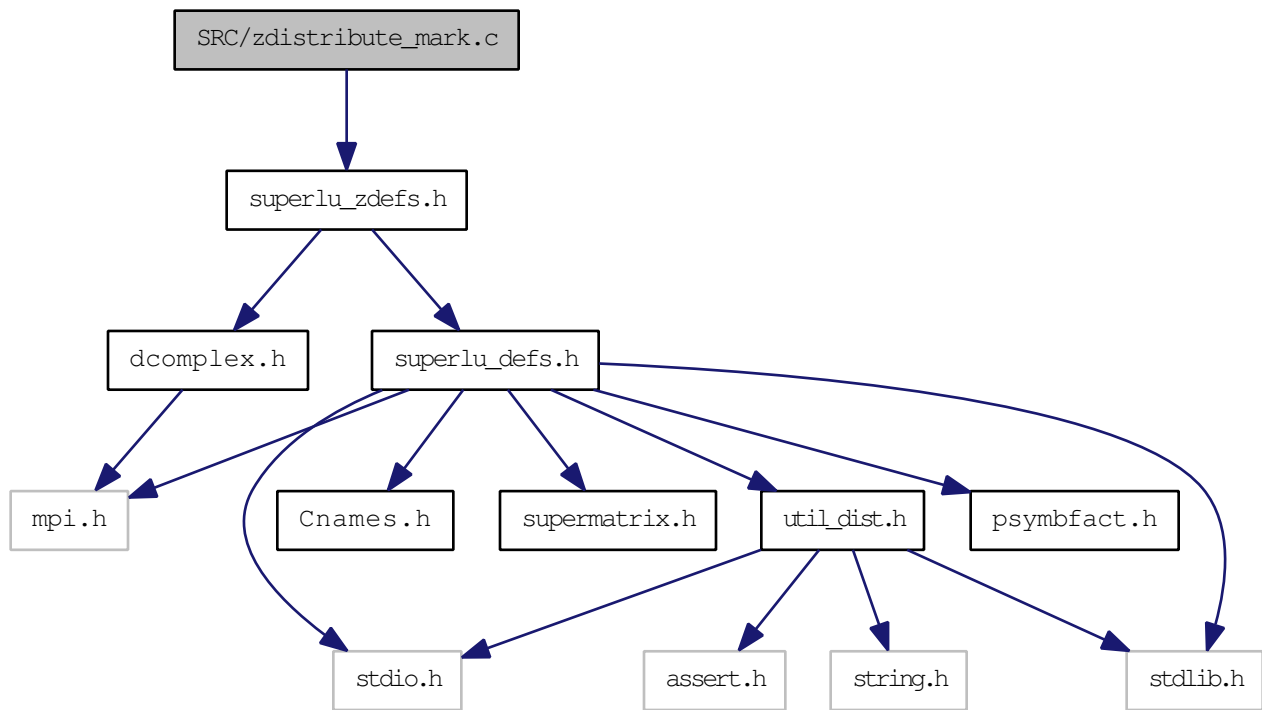 SRC/zdistribute_mark.c
superlu_zdefs.h
dcomplex.h
superlu_defs.h
mpi.h
Cnames.h
supermatrix.h
util_dist.h
psymbfact.h
stdio.h
assert.h
string.h
stdlib.h